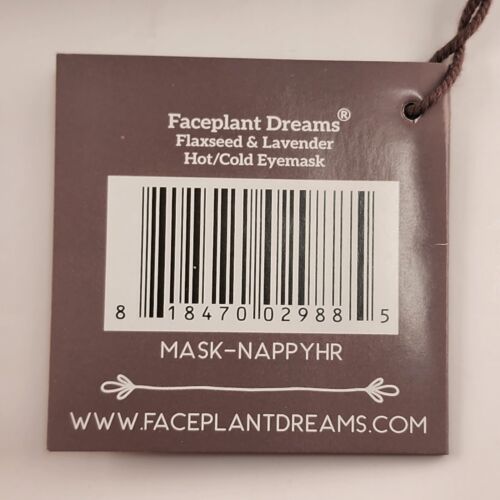 Faceplant Dreams®
Flaxseed & Lavender
Hot/Cold Eyemask
8 18470 02988 5
MASK-NAPPYHR
WWW.FACEPLANTDREAMS.COM